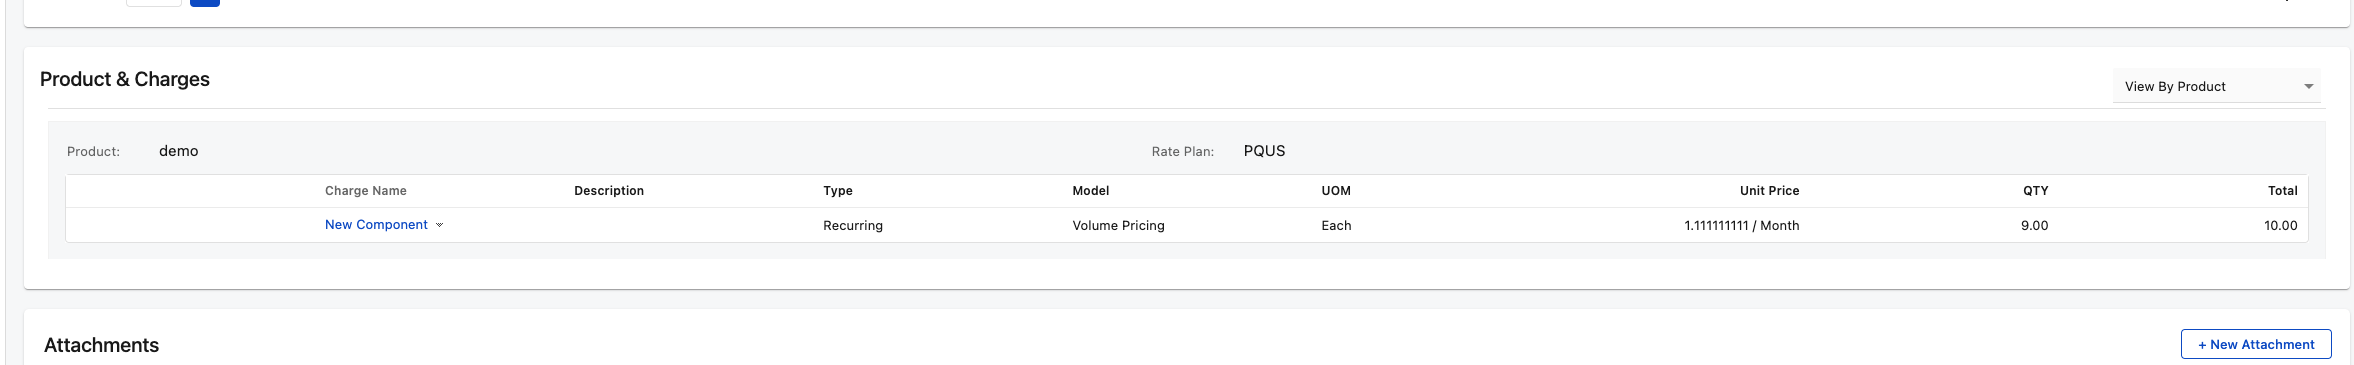 Product & Charges
View By Product
Product: demo Rate Plan: PQUS
Charge Name Description Type Model UOM Unit Price QTY Total
New Component Recurring Volume Pricing Each 1.111111111 / Month 9.00 10.00
Attachments
+ New Attachment